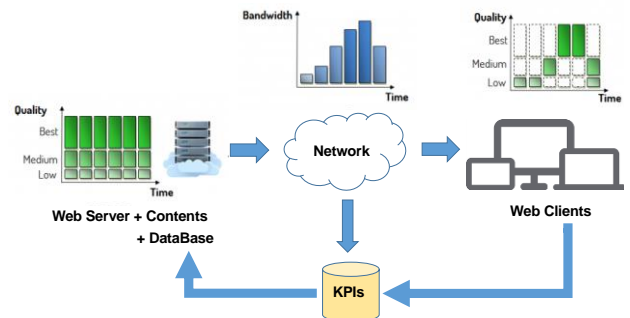 Bandwidth
Time
Quality
Best
Medium
Low
Time
Quality
Best
Medium
Low
Time
Network
Web Server + Contents
+ DataBase
Web Clients
KPIs